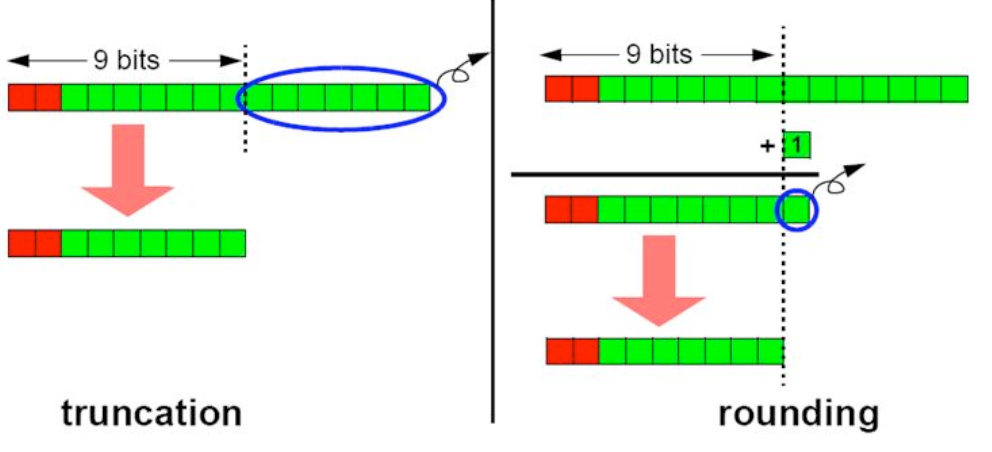 9 bits
9 bits
+ 1
truncation
rounding